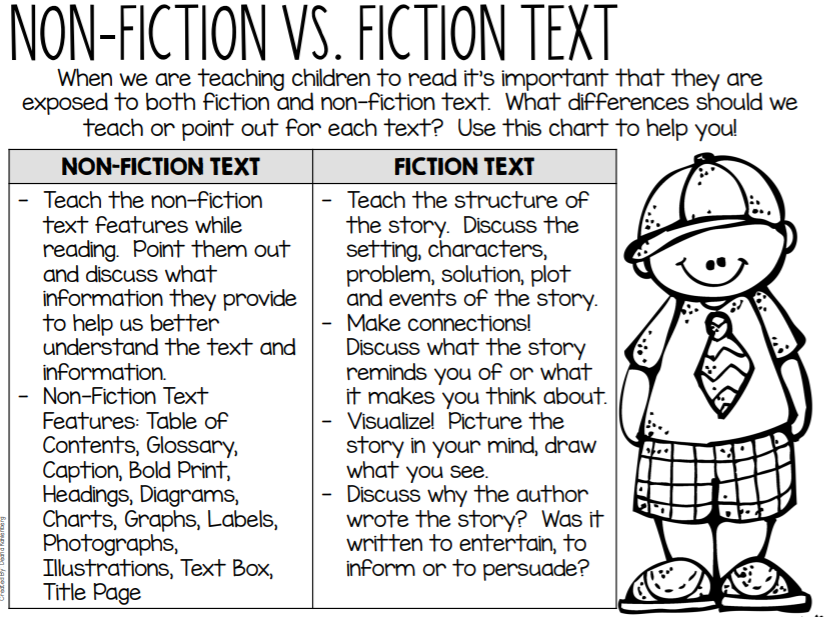 NON-FICTION VS. FICTION TEXT
When we are teaching children to read it's important that they are
exposed to both fiction and non-fiction text. What differences should we
teach or point out for each text? Use this chart to help you!
NON-FICTION TEXT
- Teach the non-fiction
text features while
reading. Point them out
and discuss what
information they provide
to help us better
understand the text and
information.
- Non-Fiction Text
Features: Table of
Contents, Glossary,
Caption, Bold Print,
Headings, Diagrams,
Charts, Graphs, Labels,
Photographs,
Illustrations, Text Box,
Title Page
FICTION TEXT
- Teach the structure of
the story. Discuss the
setting, characters,
problem, solution, plot
and events of the story.
- Make connections!
Discuss what the story
reminds you of or what
it makes you think about.
- Visualize! Picture the
story in your mind, draw
what you see.
- Discuss why the author
wrote the story? Was it
written to entertain, to
inform or to persuade?
Created By: